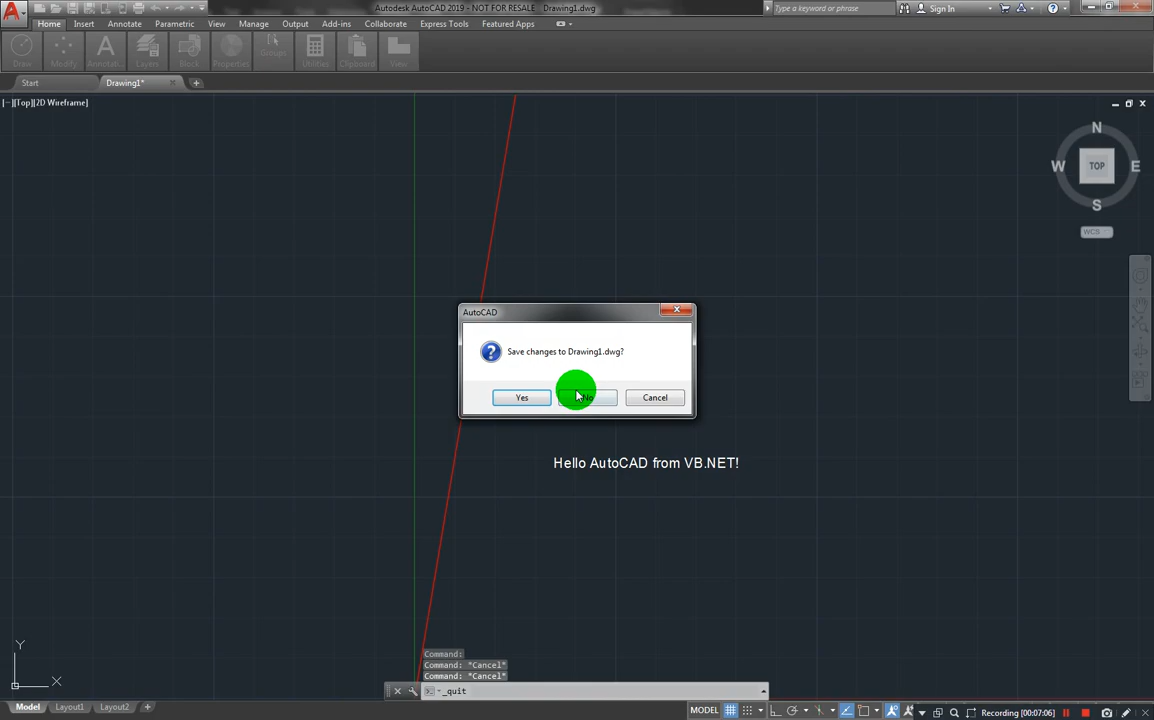 Autodesk AutoCAD 2019 - NOT FOR RESALE Drawing1.dwg
Type a keyword or phrase
Sign In
Home Insert Annotate Parametric View Manage Output Add-ins Collaborate Express Tools Featured Apps
Draw Modify Annotat... Layers Block Properties Groups Utilities Clipboard View
Start Drawing1*
[−][Top][2D Wireframe]
N
W TOP E
S
WCS
AutoCAD
Save changes to Drawing1.dwg?
Yes No Cancel
Hello AutoCAD from VB.NET!
Command:
Command: *Cancel*
Command: *Cancel*
_quit
Y
X
Model Layout1 Layout2
MODEL
Recording [00:07:06]